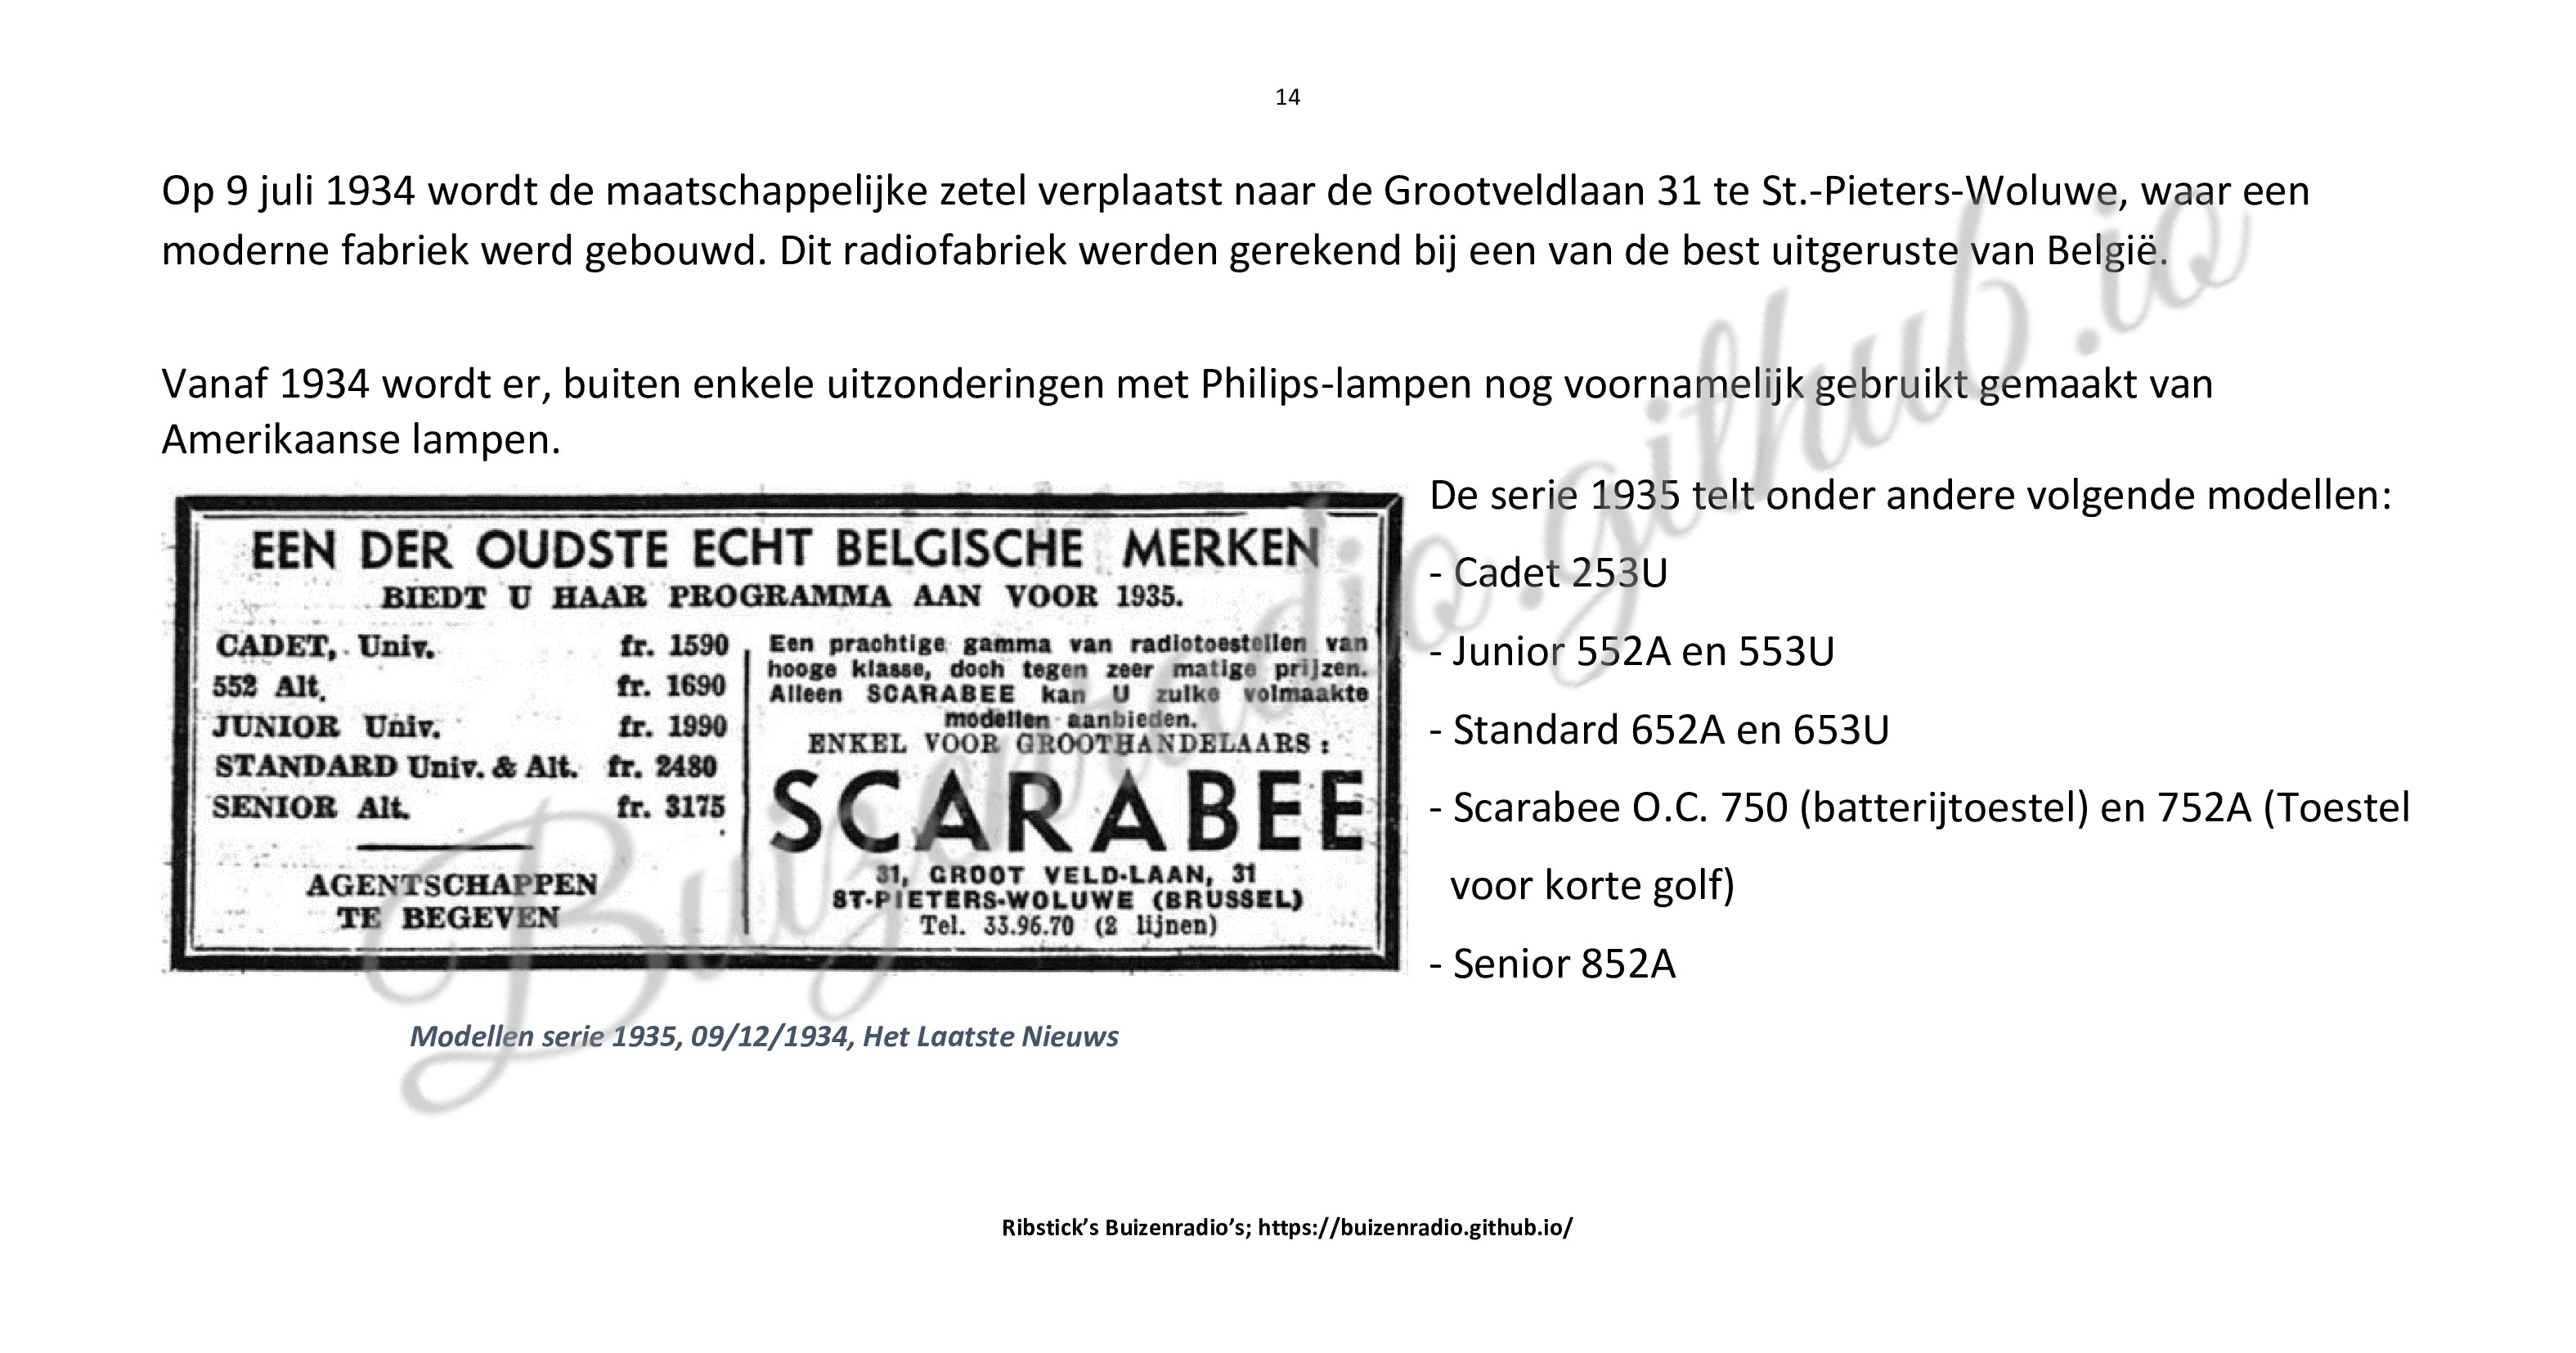 14
Op 9 juli 1934 wordt de maatschappelijke zetel verplaatst naar de Grootveldlaan 31 te St.-Pieters-Woluwe, waar een
moderne fabriek werd gebouwd. Dit radiofabriek werden gerekend bij een van de best uitgeruste van België.
Vanaf 1934 wordt er, buiten enkele uitzonderingen met Philips-lampen nog voornamelijk gebruikt gemaakt van
Amerikaanse lampen.
EEN DER OUDSTE ECHT BELGISCHE MERKEN
BIEDT U HAAR PROGRAMMA AAN VOOR 1935.
CADET, Univ. fr. 1590
552 Alt. fr. 1690
JUNIOR Univ. fr. 1990
STANDARD Univ. & Alt. fr. 2480
SENIOR Alt. fr. 3175
AGENTSCHAPPEN
TE BEGEVEN
Een prachtige gamma van radiotoestellen van
hooge klasse, doch tegen zeer matige prijzen.
Alleen SCARABEE kan U zulke volmaakte
modellen aanbieden.
ENKEL VOOR GROOTHANDELAARS :
SCARABEE
31, GROOT VELD-LAAN, 31
ST-PIETERS-WOLUWE (BRUSSEL)
Tel. 33.96.70 (2 lijnen)
Modellen serie 1935, 09/12/1934, Het Laatste Nieuws
De serie 1935 telt onder andere volgende modellen:
- Cadet 253U
- Junior 552A en 553U
- Standard 652A en 653U
- Scarabee O.C. 750 (batterijtoestel) en 752A (Toestel
voor korte golf)
- Senior 852A
Buizenradio.github.io
Ribstick’s Buizenradio’s; https://buizenradio.github.io/